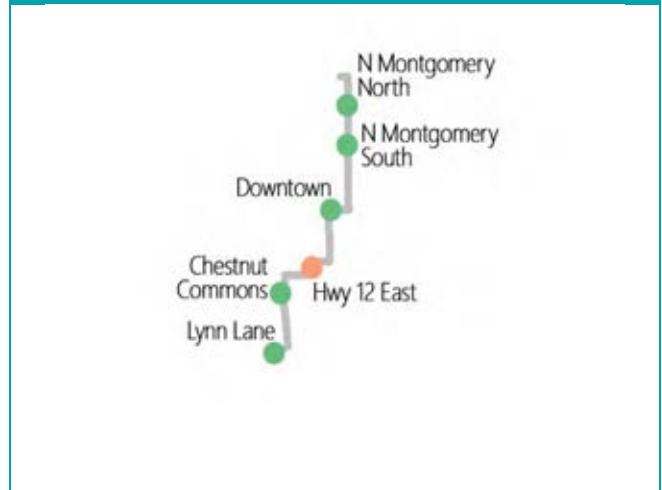 N Montgomery
North
N Montgomery
South
Downtown
Chestnut
Commons
Hwy 12 East
Lynn Lane